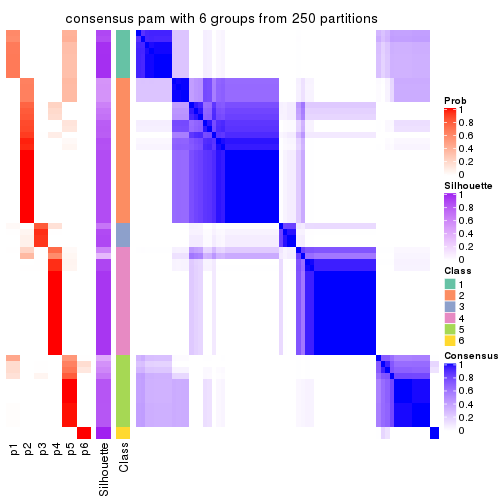 consensus pam with 6 groups from 250 partitions
Prob
1
0.8
0.6
0.4
0.2
0
Silhouette
1
0.8
0.6
0.4
0.2
0
Class
1
2
3
4
5
6
Consensus
1
0.8
0.6
0.4
0.2
0
p1
p2
p3
p4
p5
p6
Silhouette
Class